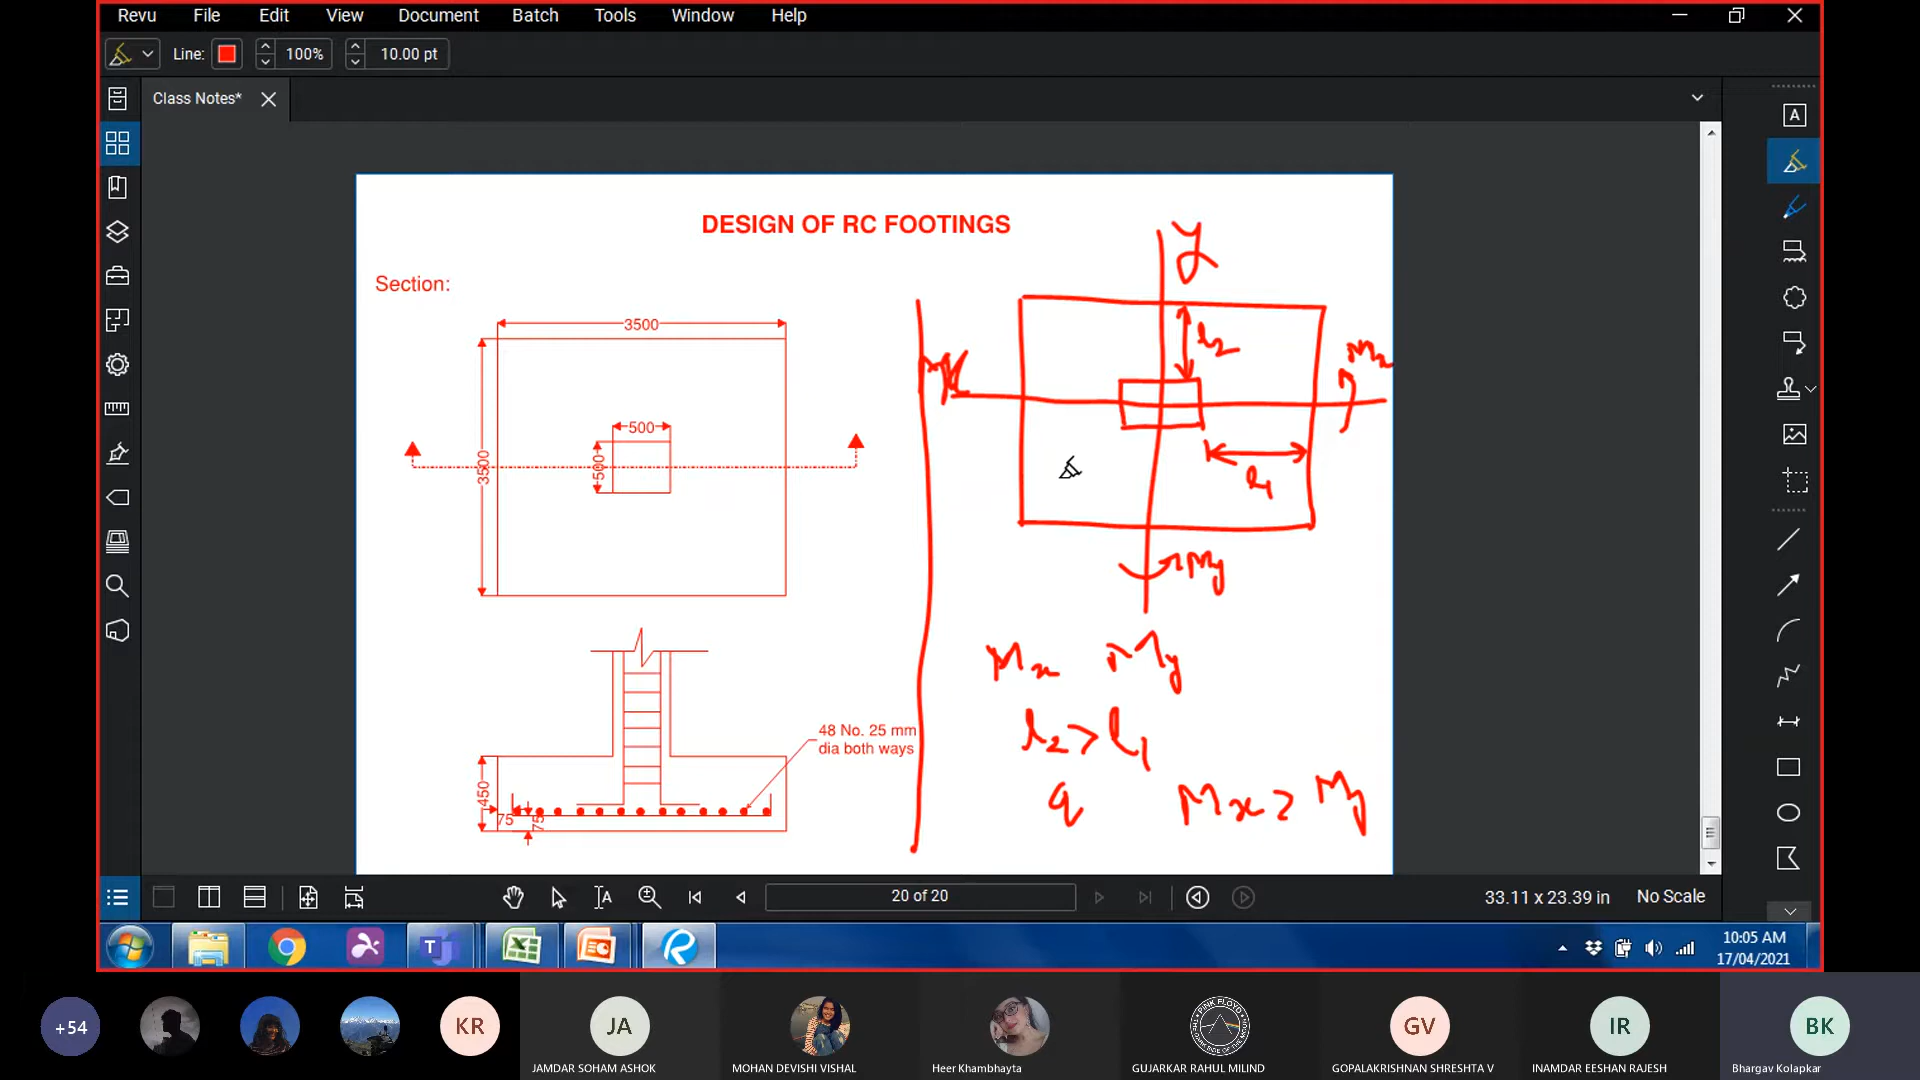 Revu File Edit View Document Batch Tools Window Help
Line: 100% 10.00 pt
Class Notes*
A
DESIGN OF RC FOOTINGS
Section:
3500
3500
500
500
y
l2
Mx
l1
My
Mx My
l2 > l1
q Mx > My
48 No. 25 mm
dia both ways
450
75
75
20 of 20
33.11 x 23.39 in No Scale
10:05 AM
17/04/2021
+54
KR
JA
GV
IR
BK
JAMDAR SOHAM ASHOK
MOHAN DEVISHI VISHAL
Heer Khambhayta
GUJARKAR RAHUL MILIND
GOPALAKRISHNAN SHRESHTA V
INAMDAR EESHAN RAJESH
Bhargav Kolapkar